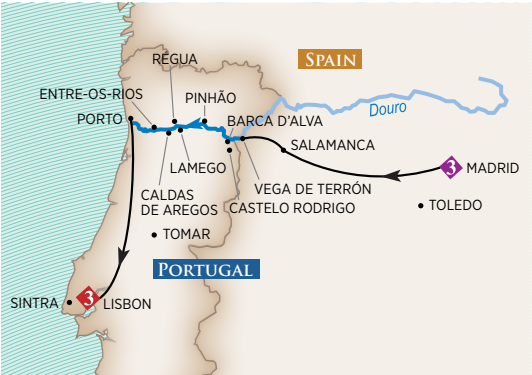 SPAIN
RÉGUA
ENTRE-OS-RIOS
PINHÃO
Douro
PORTO
BARCA D'ALVA
SALAMANCA
LAMEGO
3
MADRID
VEGA DE TERRÓN
CALDAS
DE AREGOS
CASTELO RODRIGO
TOLEDO
TOMAR
PORTUGAL
SINTRA
3
LISBON